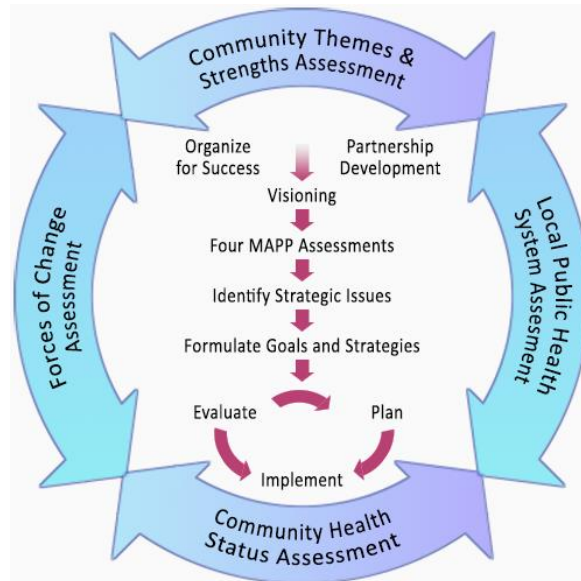 Community Themes &
Strengths Assessment
Organize
for Success
Partnership
Development
Visioning
Four MAPP Assessments
Identify Strategic Issues
Formulate Goals and Strategies
Evaluate
Plan
Implement
Forces of Change
Assessment
Local Public Health
System Assessment
Community Health
Status Assessment